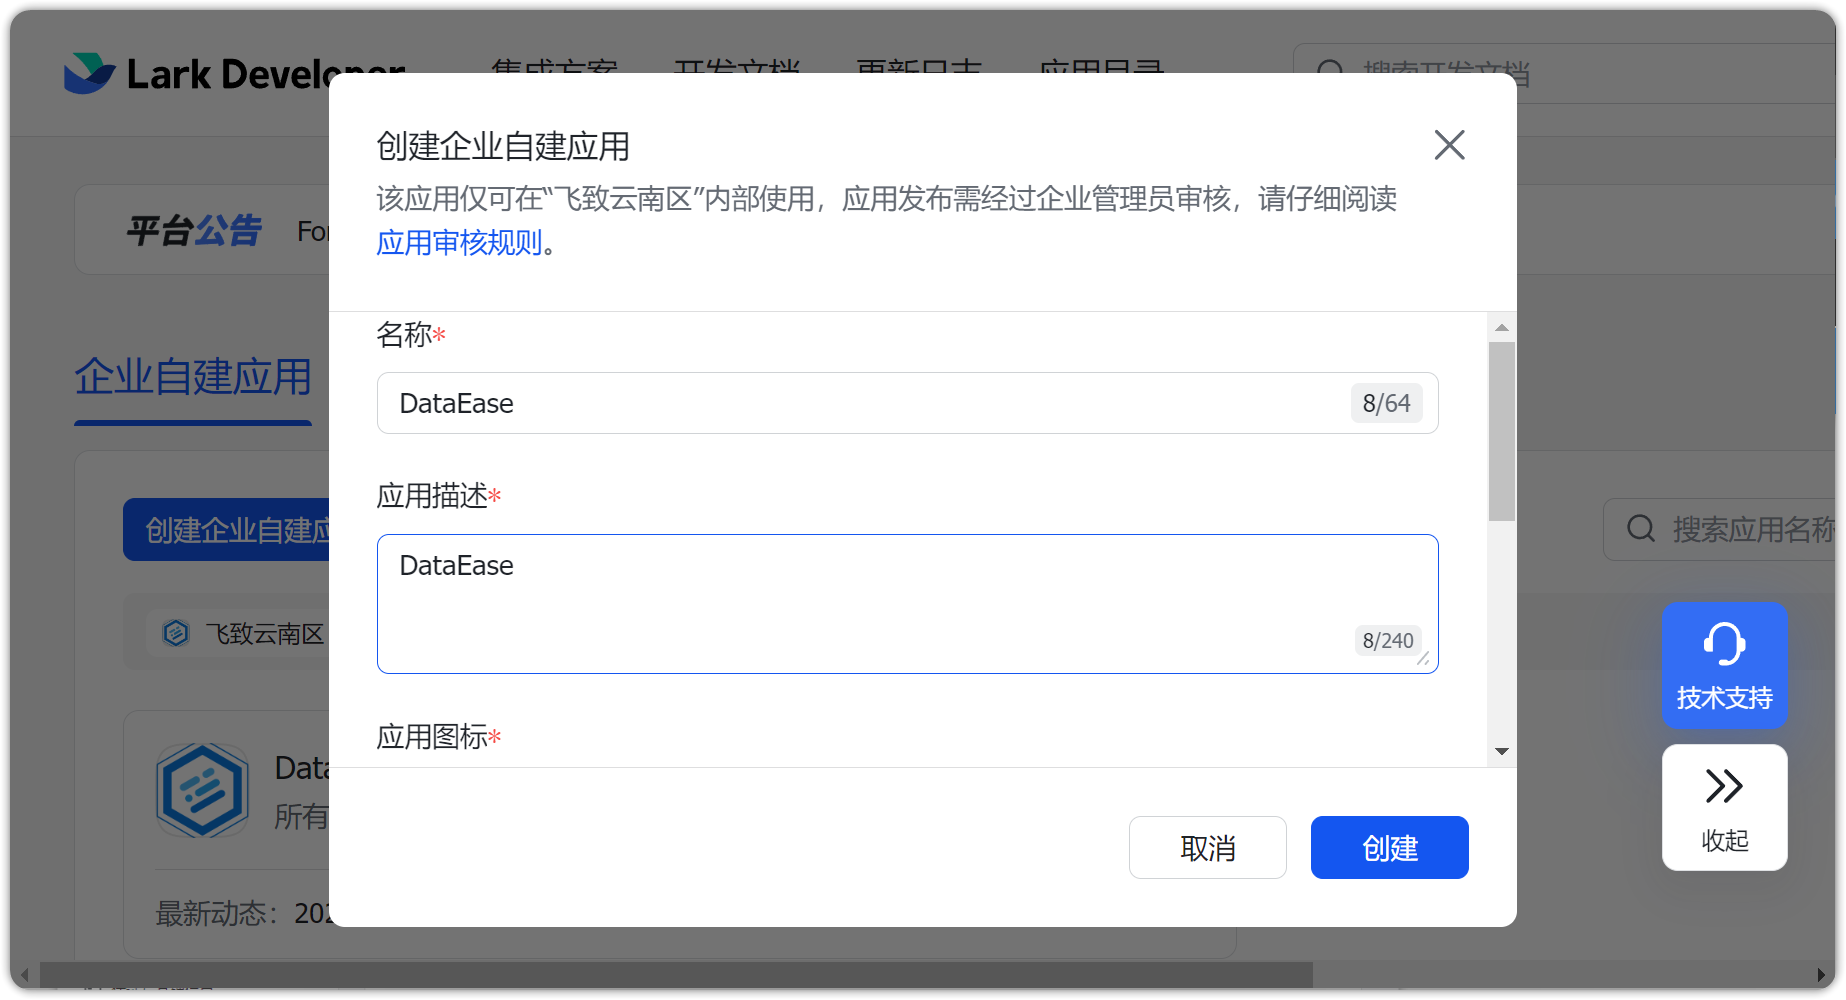 Lark Developer
集成方案 开发文档 更新日志 应用目录 搜索开发文档
创建企业自建应用
该应用仅可在“飞致云南区”内部使用，应用发布需经过企业管理员审核，请仔细阅读
应用审核规则。
平台公告 For
名称*
企业自建应用
DataEase 8/64
应用描述*
创建企业自建应
搜索应用名称
DataEase
8/240
飞致云南区
技术支持
应用图标*
Data
所有
收起
取消 创建
最新动态： 202